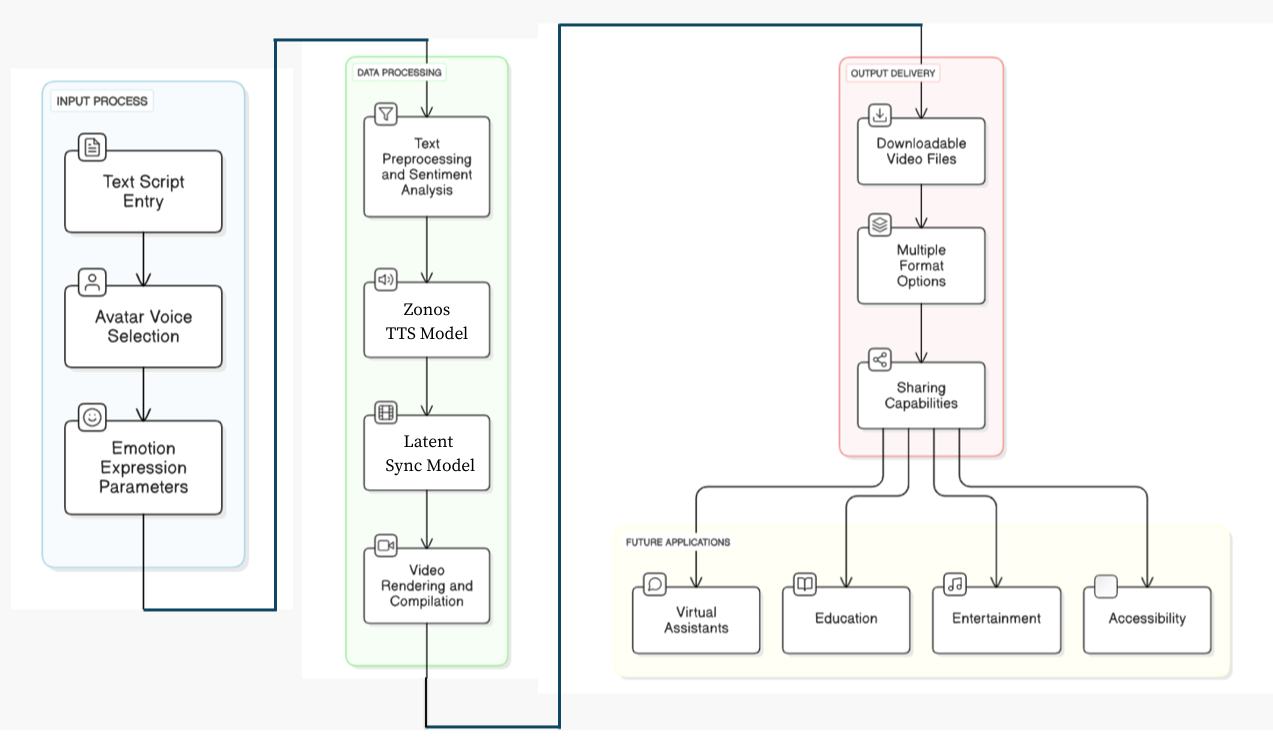 INPUT PROCESS
Text Script
Entry
Avatar Voice
Selection
Emotion
Expression
Parameters
DATA PROCESSING
Text
Preprocessing
and Sentiment
Analysis
Zonos
TTS Model
Latent
Sync Model
Video
Rendering and
Compilation
OUTPUT DELIVERY
Downloadable
Video Files
Multiple
Format
Options
Sharing
Capabilities
FUTURE APPLICATIONS
Virtual
Assistants
Education
Entertainment
Accessibility